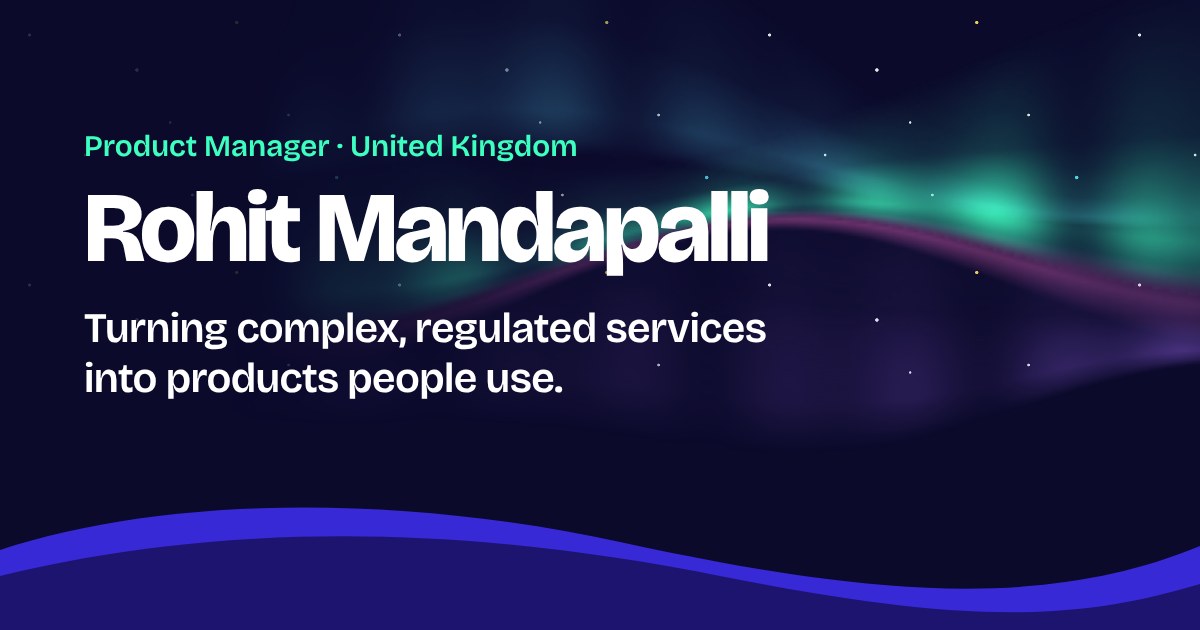 Product Manager · United Kingdom
Rohit Mandapalli
Turning complex, regulated services
into products people use.